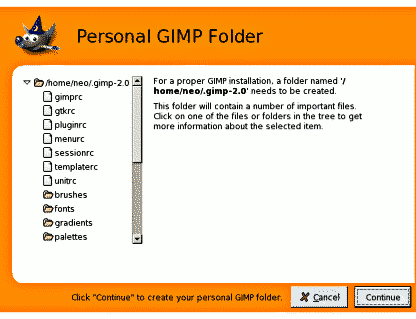 Personal GIMP Folder
/home/neo/.gimp-2.0
gimprc
gtkrc
pluginrc
menurc
sessionrc
templaterc
unitrc
brushes
fonts
gradients
palettes
For a proper GIMP installation, a folder named '/
home/neo/.gimp-2.0' needs to be created.
This folder will contain a number of important files.
Click on one of the files or folders in the tree to get
more information about the selected item.
Click "Continue" to create your personal GIMP folder.
Cancel
Continue